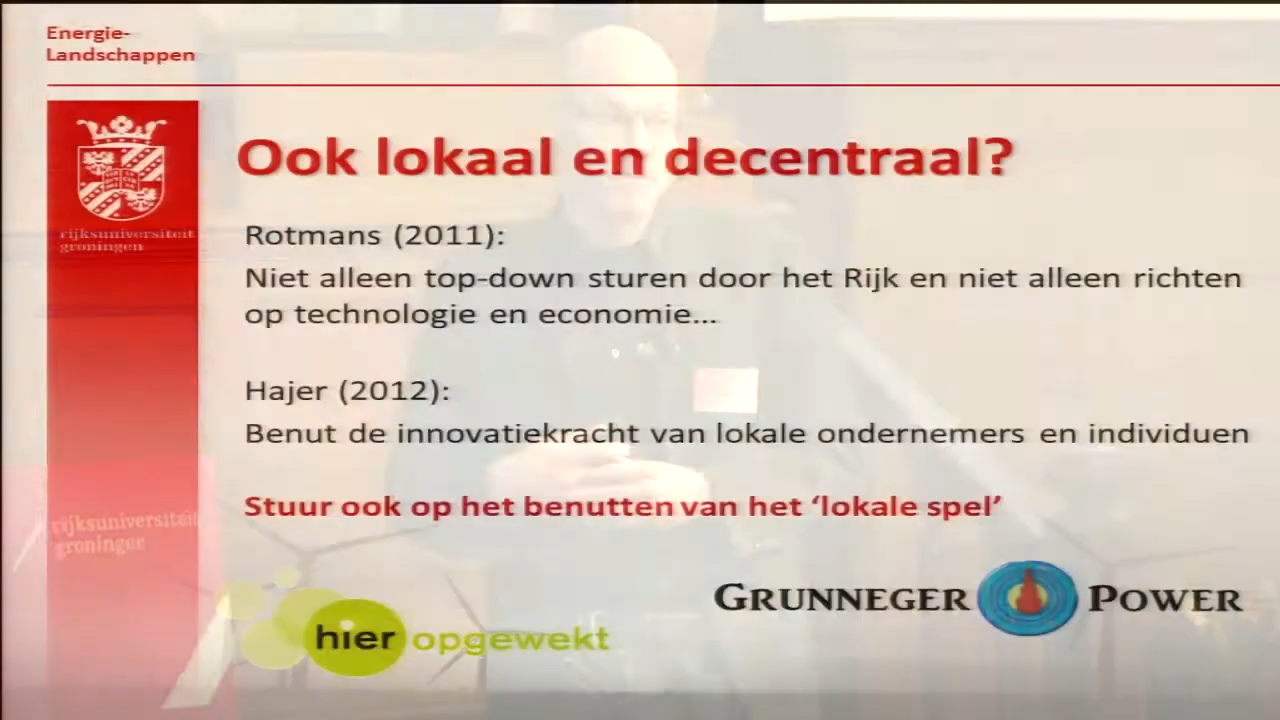 Energie-
Landschappen
rijksuniversiteit
groningen
Ook lokaal en decentraal?
Rotmans (2011):
Niet alleen top-down sturen door het Rijk en niet alleen richten
op technologie en economie...
Hajer (2012):
Benut de innovatiekracht van lokale ondernemers en individuen
Stuur ook op het benutten van het ‘lokale spel’
rijksuniversiteit
groningen
GRUNNEGER POWER
hier opgewekt